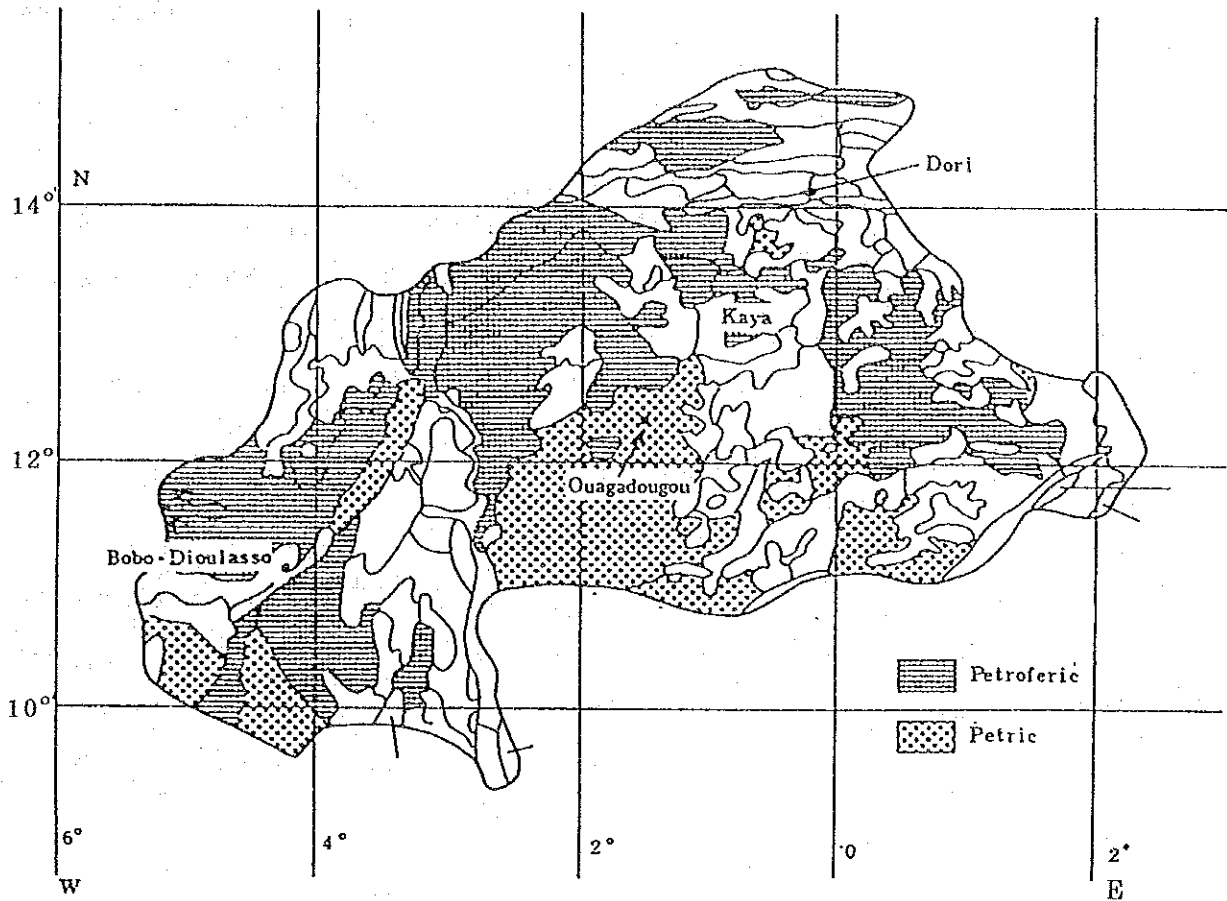 N
Dori
14°
Kaya
12°
Ouagadougou
Bobo-Dioulasso
Petroferic
10°
Petric
6°
4°
2°
0
2°
W
E